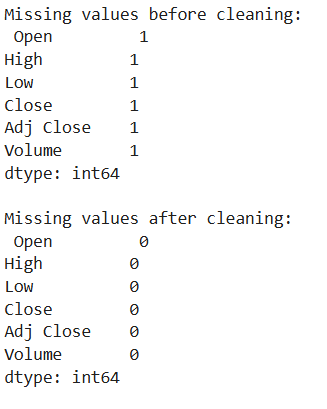 Missing values before cleaning:
 Open         1
High         1
Low          1
Close        1
Adj Close    1
Volume       1
dtype: int64

Missing values after cleaning:
 Open         0
High         0
Low          0
Close        0
Adj Close    0
Volume       0
dtype: int64